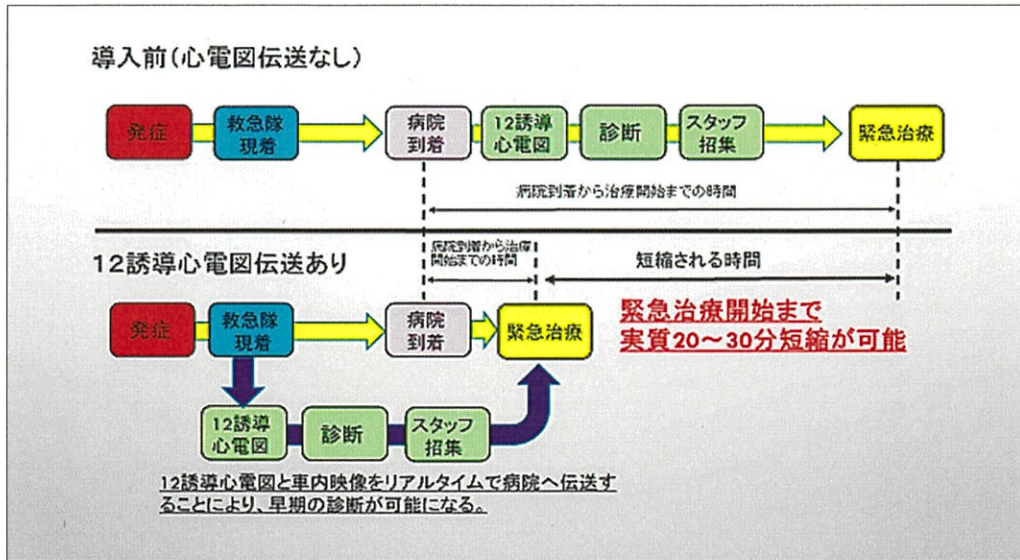 導入前(心電図伝送なし)
発症
救急隊
現着
病院
到着
12誘導
心電図
診断
スタッフ
招集
緊急治療
病院到着から治療開始までの時間
12誘導心電図伝送あり
病院到着から治療
開始までの時間
短縮される時間
発症
救急隊
現着
病院
到着
緊急治療
緊急治療開始まで
実質20～30分短縮が可能
12誘導
心電図
診断
スタッフ
招集
12誘導心電図と車内映像をリアルタイムで病院へ伝送す
ることにより、早期の診断が可能になる。